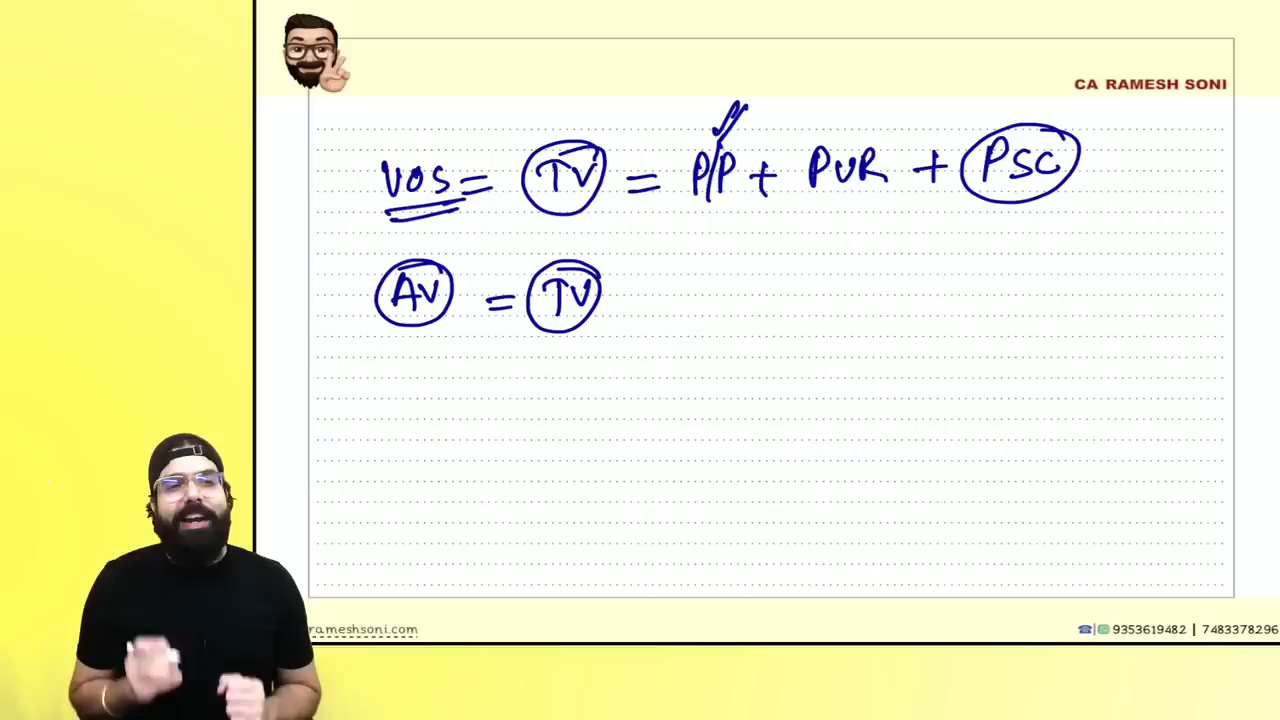 CA RAMESH SONI
VOS = TV = P/P + PUR + PSC
AV = TV
rameshsoni.com
9353619482 | 7483378296